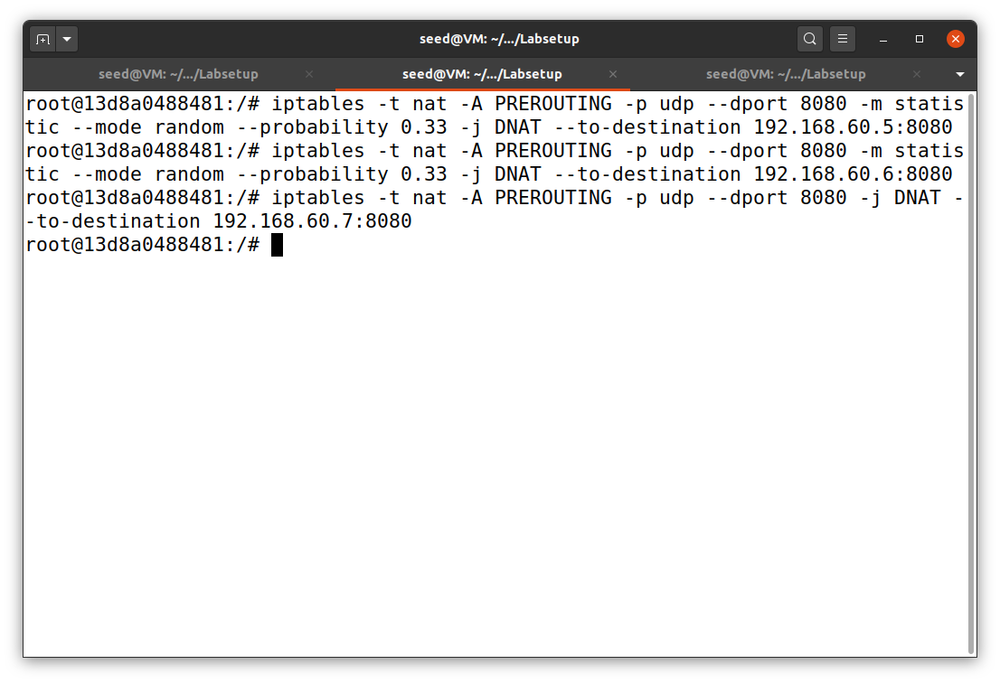 seed@VM: ~/.../Labsetup
seed@VM: ~/.../Labsetup
seed@VM: ~/.../Labsetup
seed@VM: ~/.../Labsetup
root@13d8a0488481:/# iptables -t nat -A PREROUTING -p udp --dport 8080 -m statis
tic --mode random --probability 0.33 -j DNAT --to-destination 192.168.60.5:8080
root@13d8a0488481:/# iptables -t nat -A PREROUTING -p udp --dport 8080 -m statis
tic --mode random --probability 0.33 -j DNAT --to-destination 192.168.60.6:8080
root@13d8a0488481:/# iptables -t nat -A PREROUTING -p udp --dport 8080 -j DNAT -
-to-destination 192.168.60.7:8080
root@13d8a0488481:/#